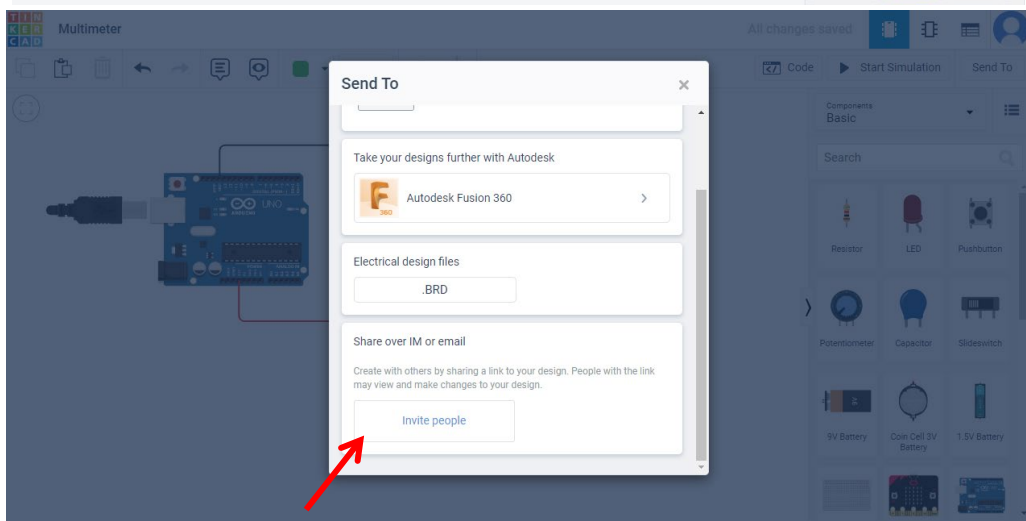 TIN
KER
CAD
Multimeter
All changes saved
Code
Start Simulation
Send To
Send To
×
Components
Basic
Search
Take your designs further with Autodesk
360
Autodesk Fusion 360
UNO
ARDUINO
Electrical design files
.BRD
Share over IM or email
Create with others by sharing a link to your design. People with the link
may view and make changes to your design.
Invite people
Resistor
LED
Pushbutton
Potentiometer
Capacitor
Slideswitch
9V Battery
Coin Cell 3V
Battery
1.5V Battery